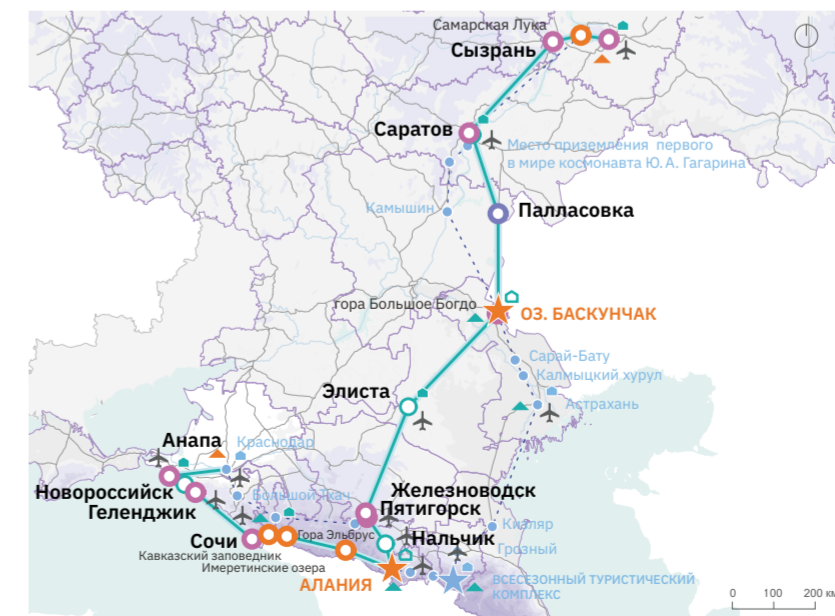 Самарская Лука
Сызрань
Саратов
Место приземления первого
в мире космонавта Ю. А. Гагарина
Камышин
Палласовка
гора Большое Богдо
ОЗ. БАСКУНЧАК
Сарай-Бату
Калмыцкий хурул
Элиста
Астрахань
Анапа
Краснодар
Новороссийск
Большой Тхач
Железноводск
Геленджик
Пятигорск
Кизляр
Сочи
Гора Эльбрус
Нальчик
Грозный
Кавказский заповедник
Имеретинские озера
АЛАНИЯ
ВСЕСЕЗОННЫЙ ТУРИСТИЧЕСКИЙ
КОМПЛЕКС
0 100 200 км